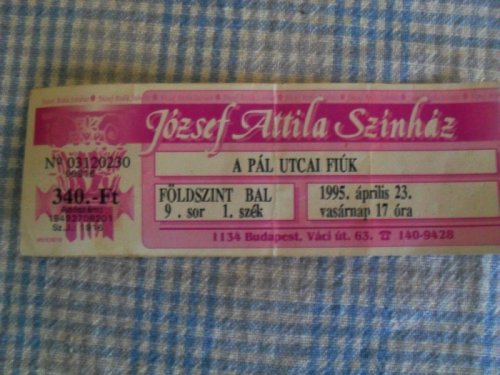 József Attila Színház
Nº 03120230
A PÁL UTCAI FIÚK
340.-Ft
FÖLDSZINT BAL
9. sor 1. szék
1995. április 23.
vasárnap 17 óra
1134 Budapest, Váci út. 63. ☎ 140-9428